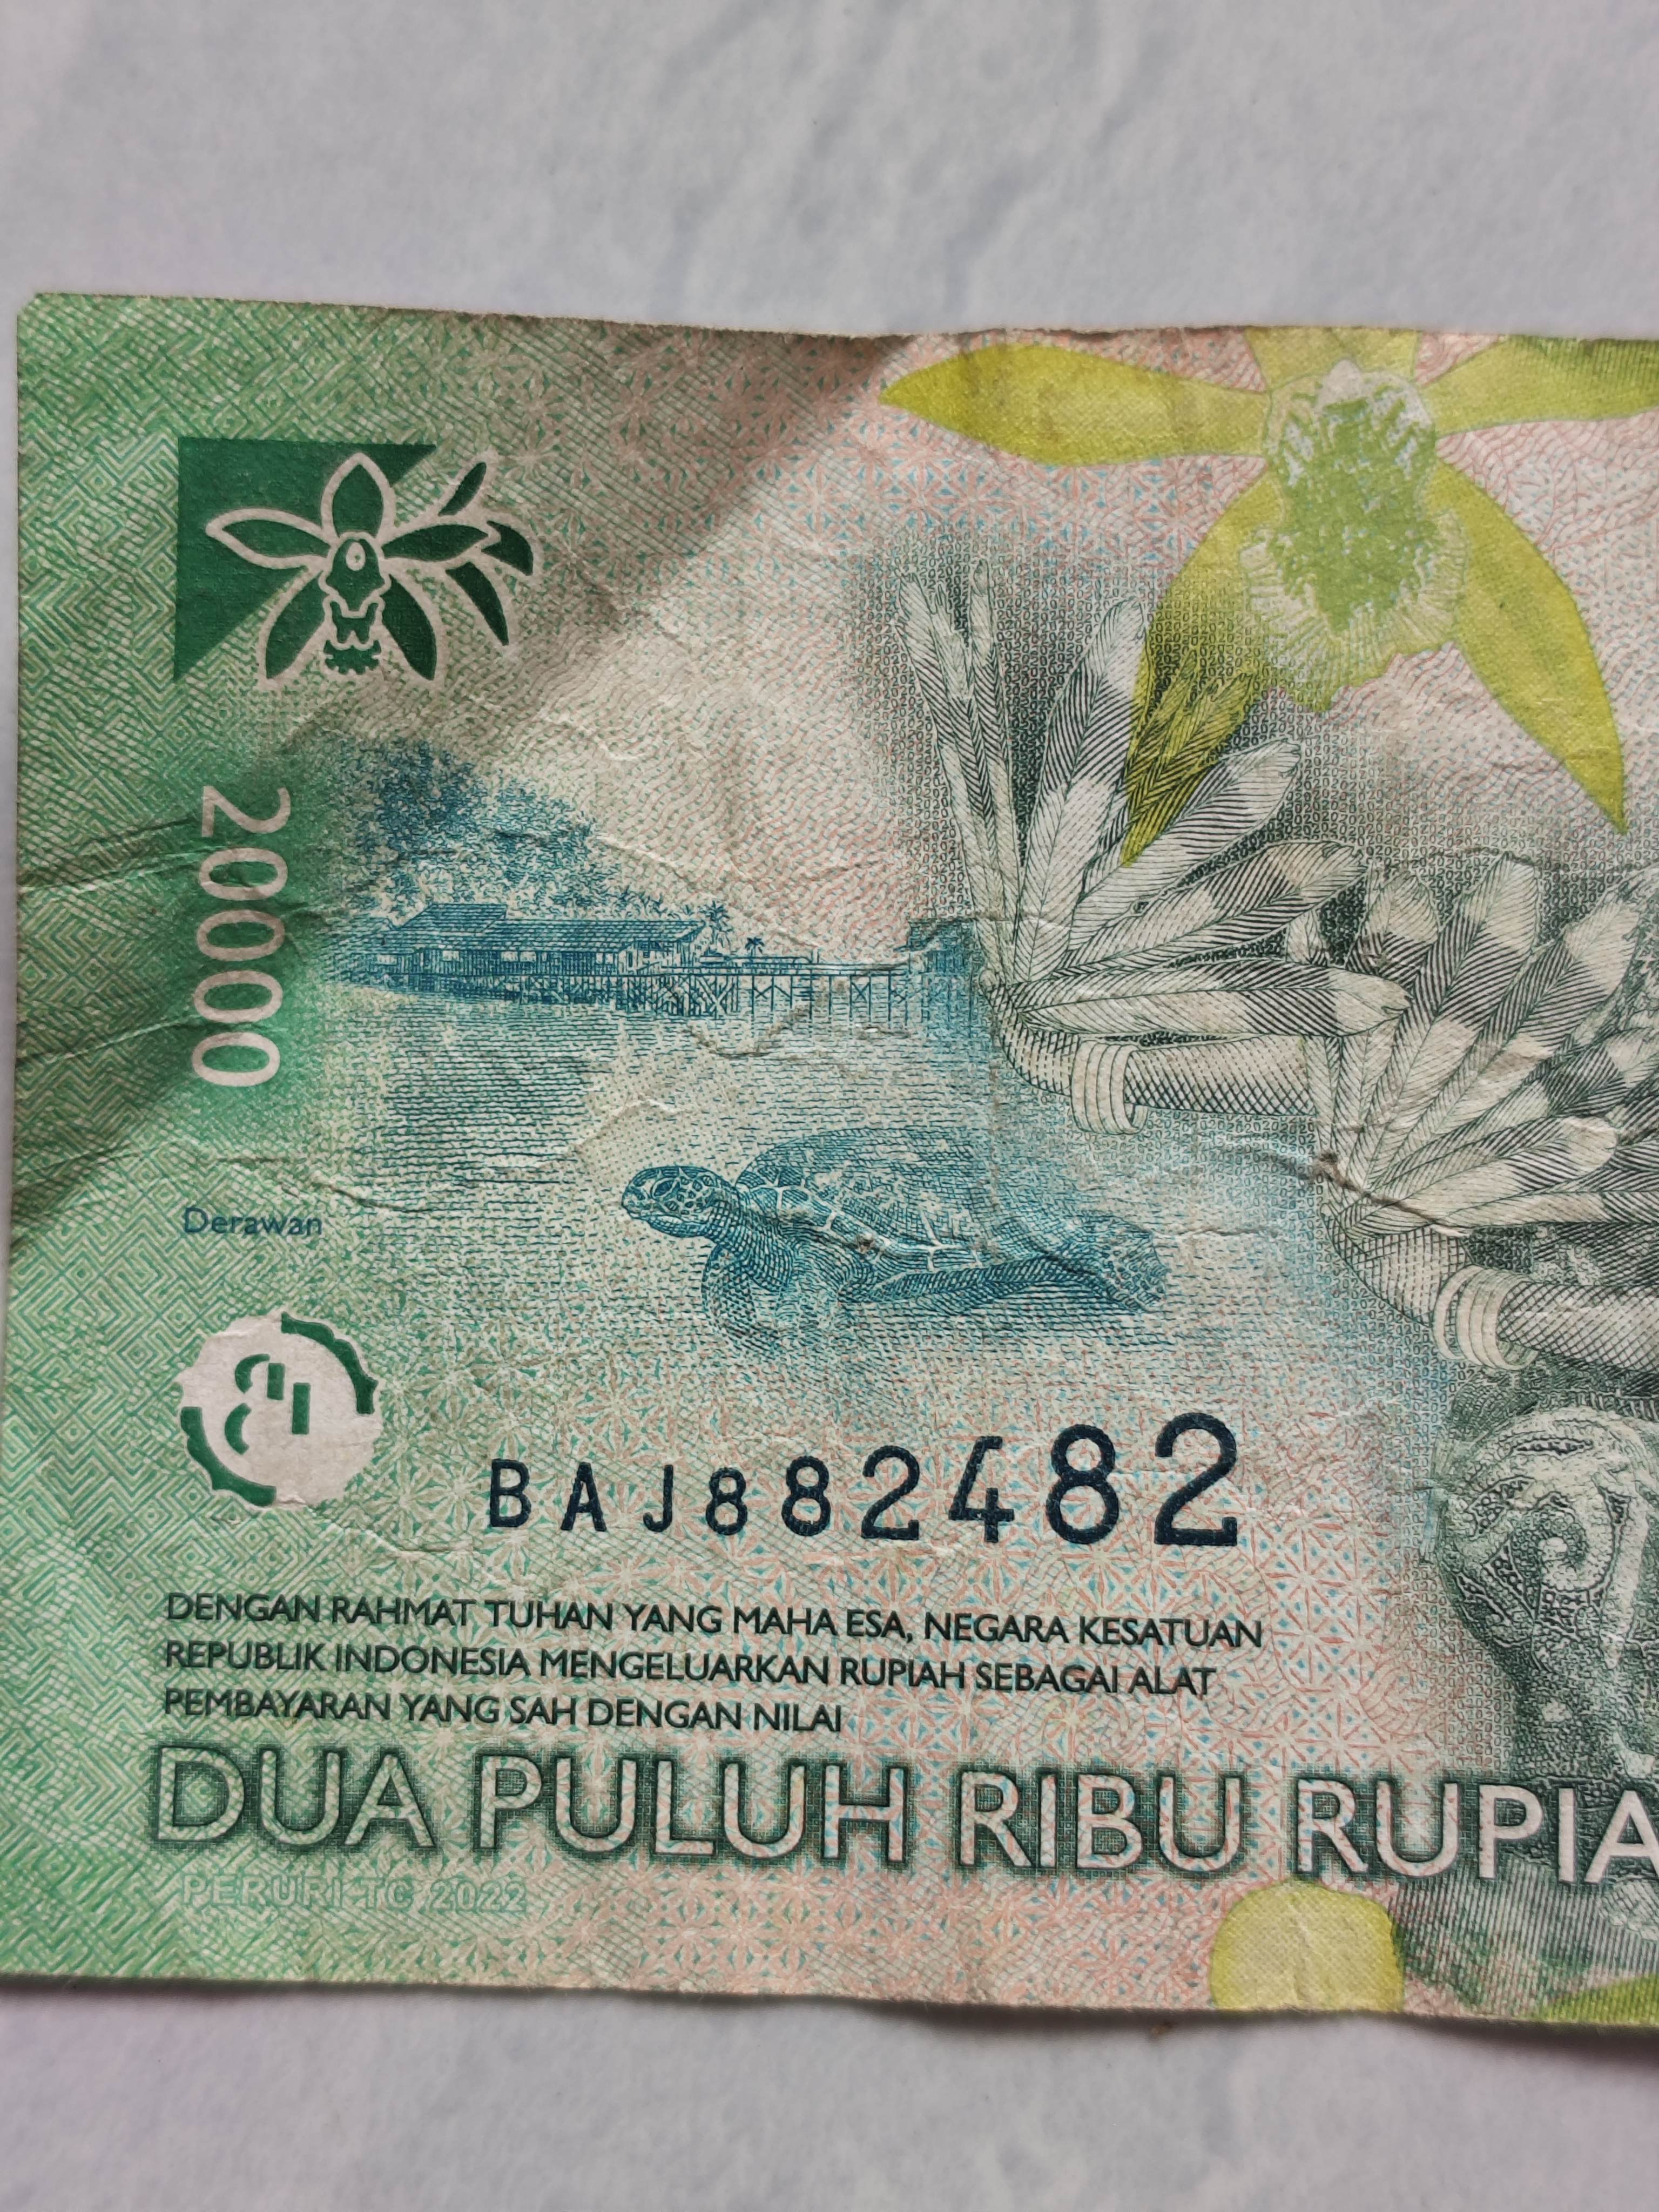 20000
Derawan
BAJ882482
DENGAN RAHMAT TUHAN YANG MAHA ESA, NEGARA KESATUAN
REPUBLIK INDONESIA MENGELUARKAN RUPIAH SEBAGAI ALAT
PEMBAYARAN YANG SAH DENGAN NILAI
DUA PULUH RIBU RUPIA
PERURI-TC 2022